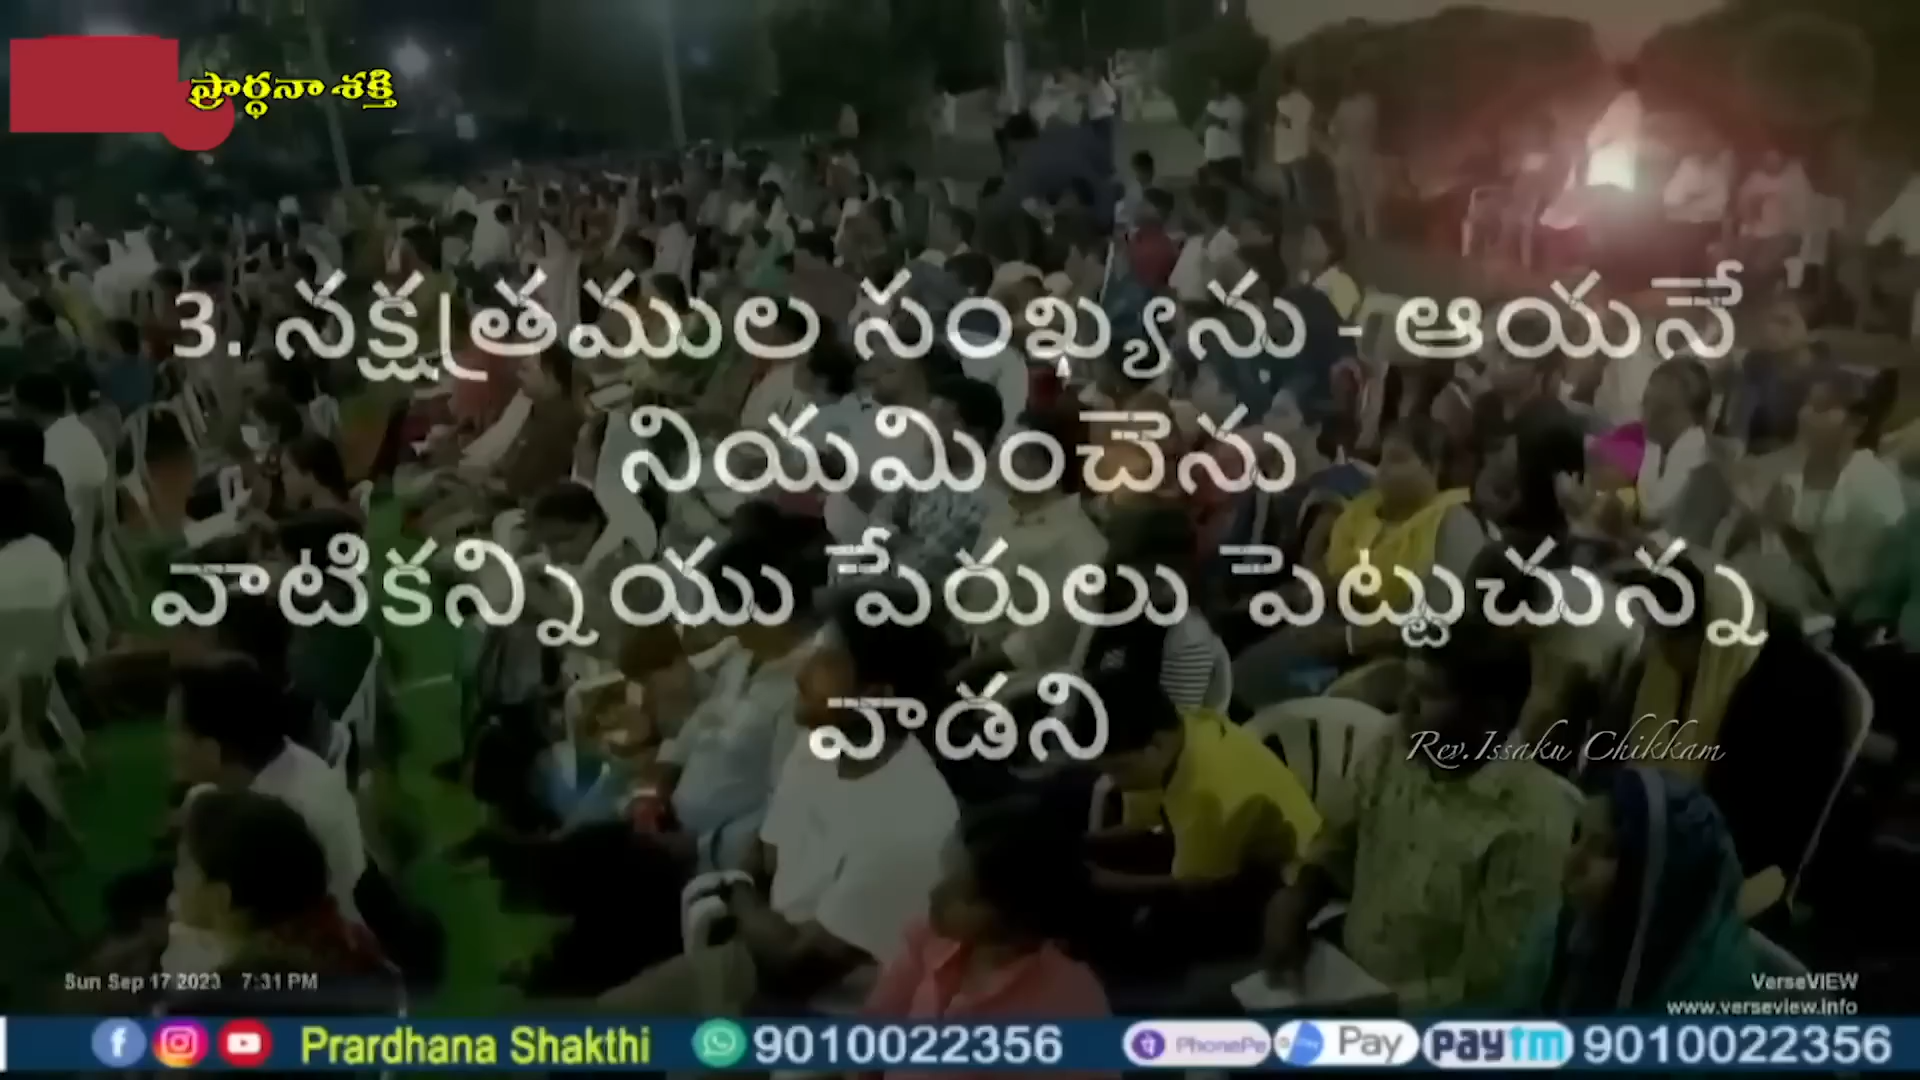 ప్రార్ధనా శక్తి
3. నక్షత్రముల సంఖ్యను - ఆయనే
నియమించెను
వాటికన్నియు పేరులు పెట్టుచున్న
వాడని
Rev.Issaku Chikkam
Sun Sep 17 2023 7:31 PM
VerseVIEW
www.verseview.info
Prardhana Shakthi 9010022356 PhonePe Pay paytm 9010022356